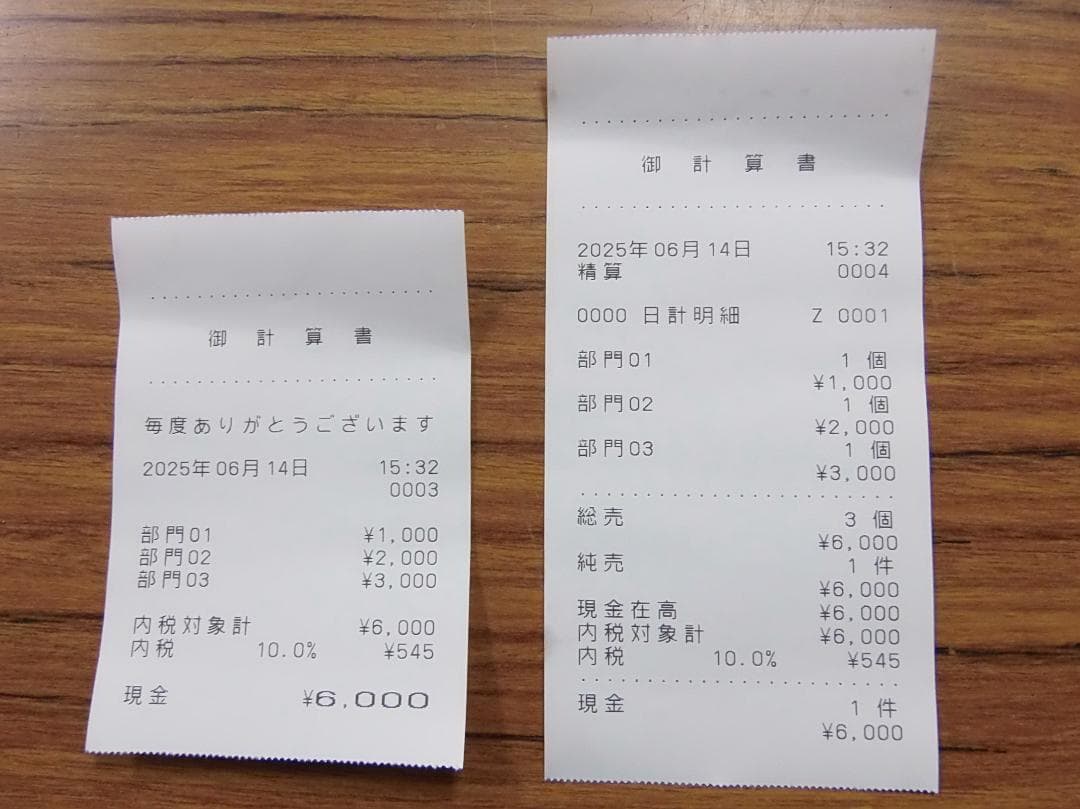 御計算書
毎度ありがとうございます
2025年06月14日 15:32
0003
部門01 ¥1,000
部門02 ¥2,000
部門03 ¥3,000
内税対象計 ¥6,000
内税 10.0% ¥545
現金 ¥6,000
御計算書
2025年06月14日 15:32
精算 0004
0000 日計明細 Z 0001
部門01 1個
¥1,000
部門02 1個
¥2,000
部門03 1個
¥3,000
総売 3個
¥6,000
純売 1件
¥6,000
現金在高 ¥6,000
内税対象計 ¥6,000
内税 10.0% ¥545
現金 1件
¥6,000